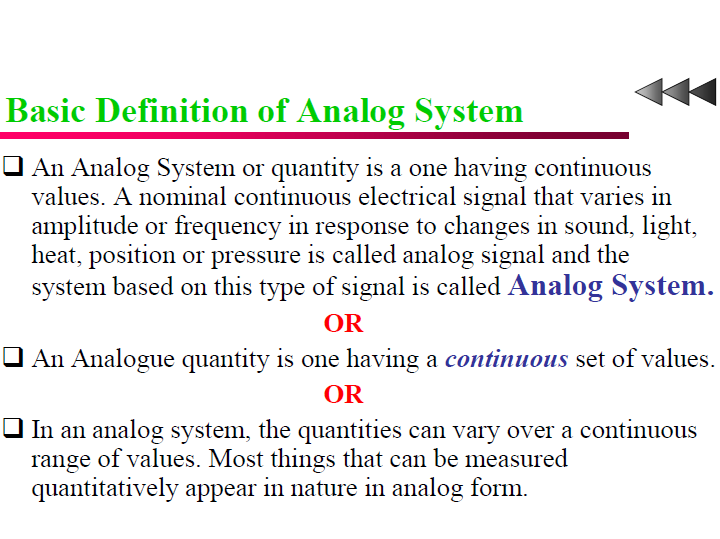 Basic Definition of Analog System
An Analog System or quantity is a one having continuous
values. A nominal continuous electrical signal that varies in
amplitude or frequency in response to changes in sound, light,
heat, position or pressure is called analog signal and the
system based on this type of signal is called Analog System.
OR
An Analogue quantity is one having a continuous set of values.
OR
In an analog system, the quantities can vary over a continuous
range of values. Most things that can be measured
quantitatively appear in nature in analog form.